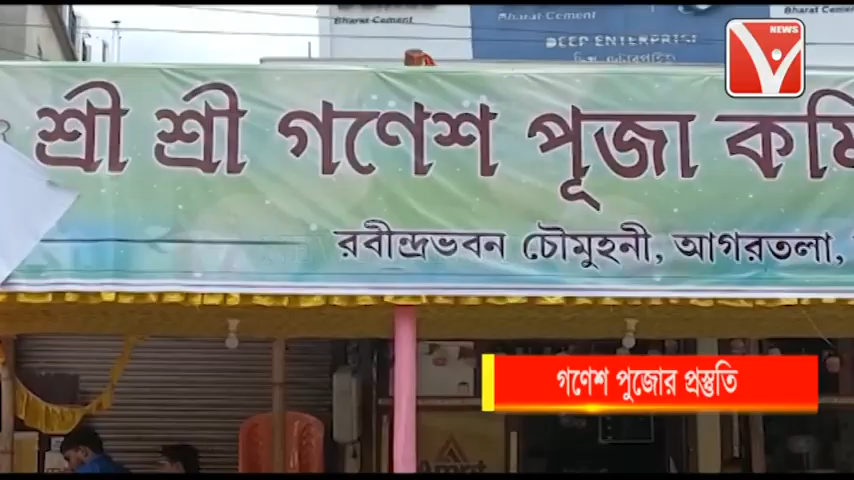 Bharat Cement
Bharat Cement
DEEP ENTERPRISE
NEWS
V
শ্রী শ্রী গণেশ পূজা কমি
রবীন্দ্রভবন চৌমুহনী, আগরতলা,
গণেশ পুজোর প্রস্তুতি